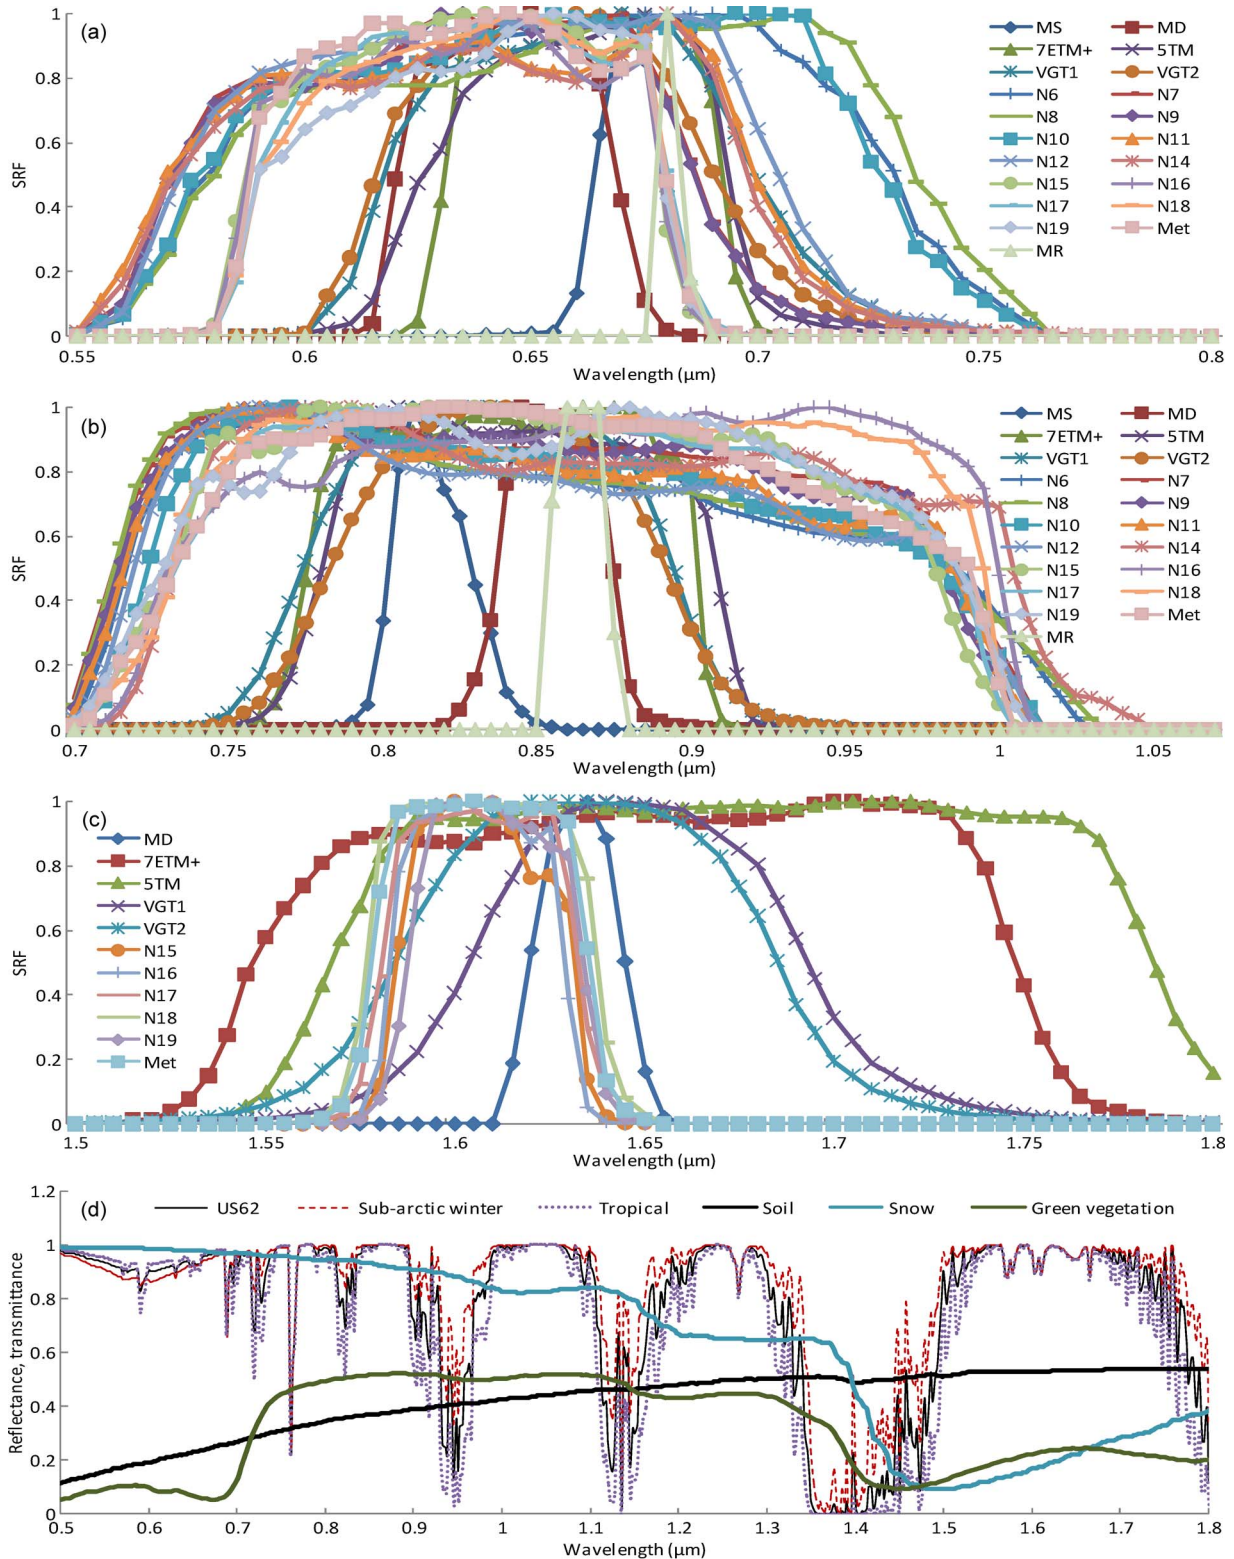 (a)
1
0.8
0.6
0.4
0.2
0
SRF
MS MD
7ETM+ 5TM
VGT1 VGT2
N6 N7
N8 N9
N10 N11
N12 N14
N15 N16
N17 N18
N19 Met
MR
0.55 0.6 0.65 0.7 0.75 0.8
Wavelength (µm)
(b)
1
0.8
0.6
0.4
0.2
0
SRF
MS MD
7ETM+ 5TM
VGT1 VGT2
N6 N7
N8 N9
N10 N11
N12 N14
N15 N16
N17 N18
N19 Met
MR
0.7 0.75 0.8 0.85 0.9 0.95 1 1.05
Wavelength (µm)
(c)
1
0.8
0.6
0.4
0.2
0
SRF
MD
7ETM+
5TM
VGT1
VGT2
N15
N16
N17
N18
N19
Met
1.5 1.55 1.6 1.65 1.7 1.75 1.8
Wavelength (µm)
(d)
US62 Sub-arctic winter Tropical Soil Snow Green vegetation
1.2
1
0.8
0.6
0.4
0.2
0
Reflectance, transmittance
0.5 0.6 0.7 0.8 0.9 1 1.1 1.2 1.3 1.4 1.5 1.6 1.7 1.8
Wavelength (µm)